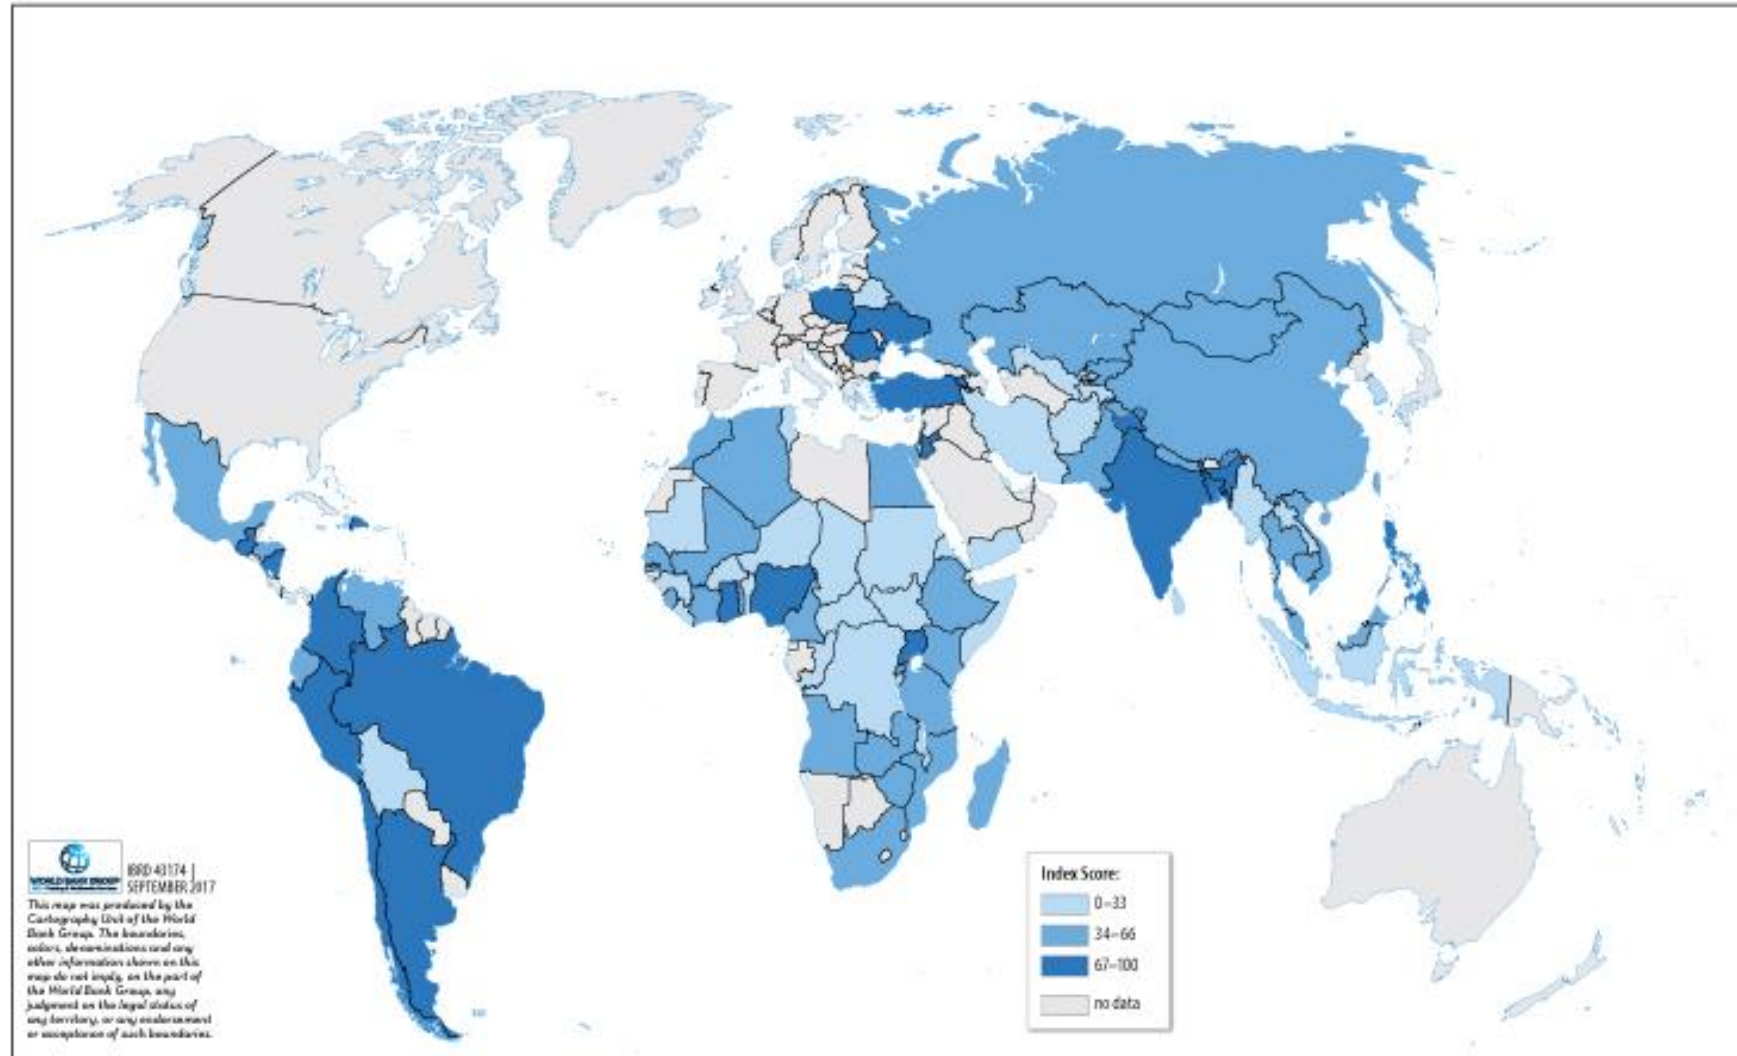 WORLD BANK GROUP
IBRD 43174 |
SEPTEMBER 2017
This map was produced by the
Cartography Unit of the World
Bank Group. The boundaries,
colors, denominations and any
other information shown on this
map do not imply, on the part of
the World Bank Group, any
judgment on the legal status of
any territory, or any endorsement
or acceptance of such boundaries.
Index Score:
0–33
34–66
67–100
no data